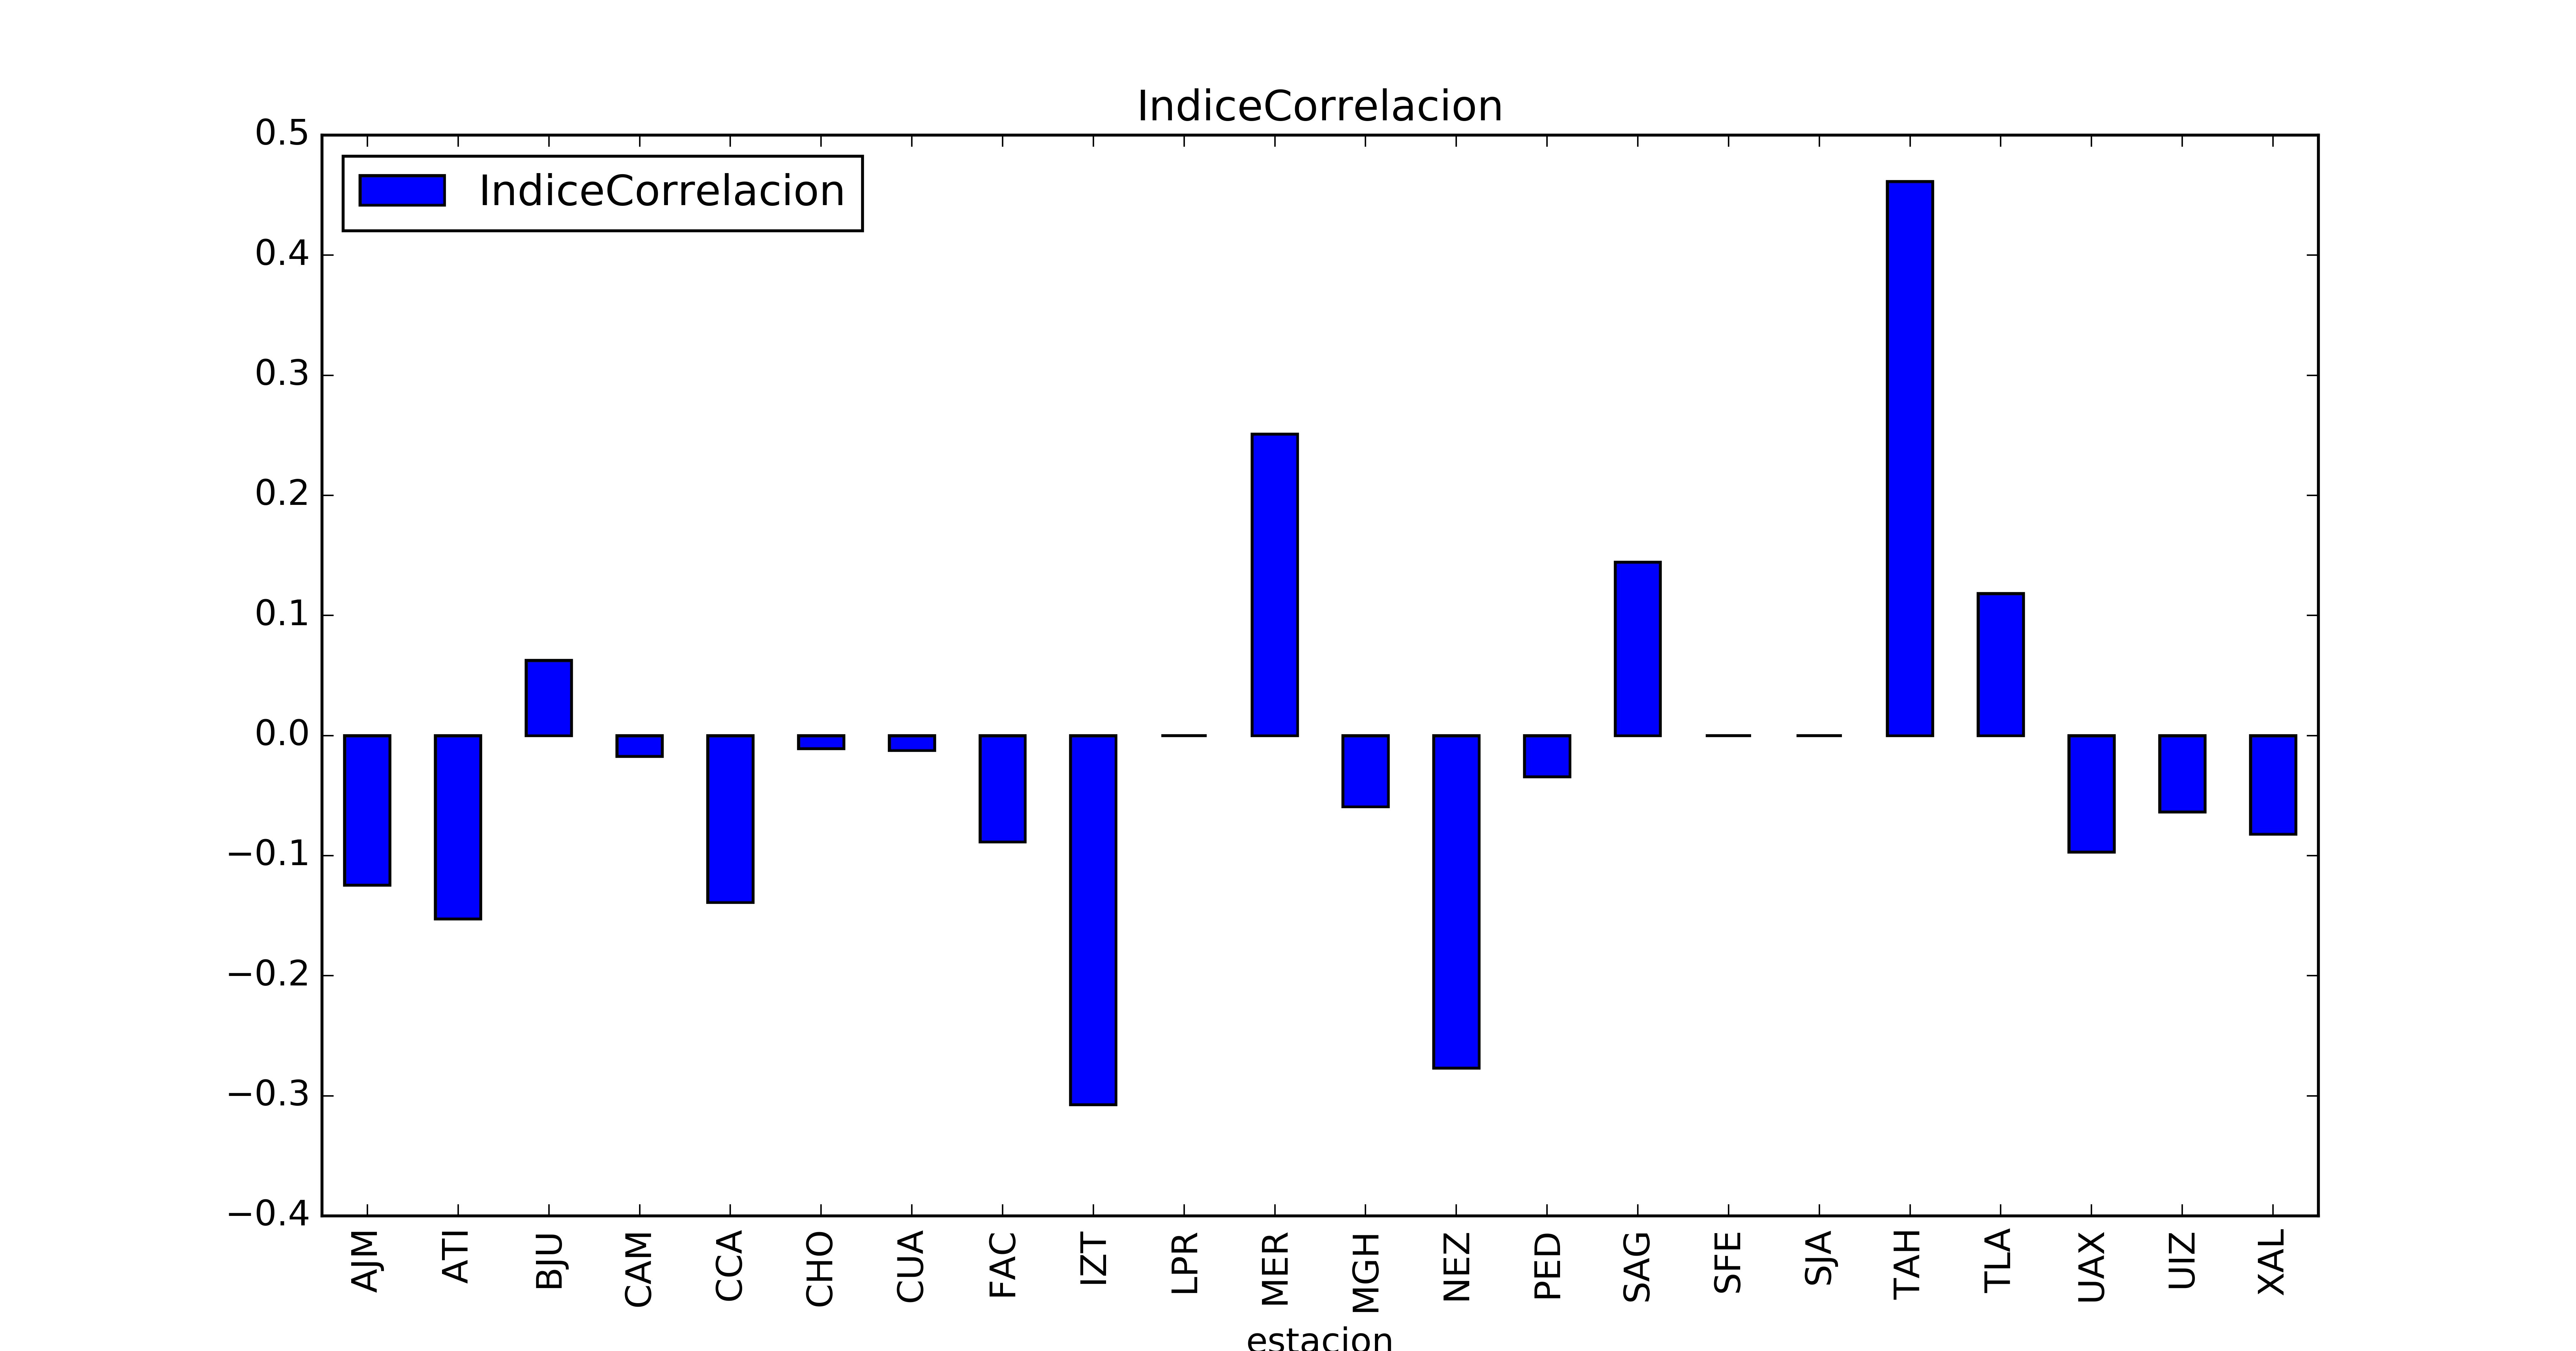 IndiceCorrelacion
IndiceCorrelacion
0.5
0.4
0.3
0.2
0.1
0.0
−0.1
−0.2
−0.3
−0.4
AJM ATI BJU CAM CCA CHO CUA FAC IZT LPR MER MGH NEZ PED SAG SFE SJA TAH TLA UAX UIZ XAL
estacion